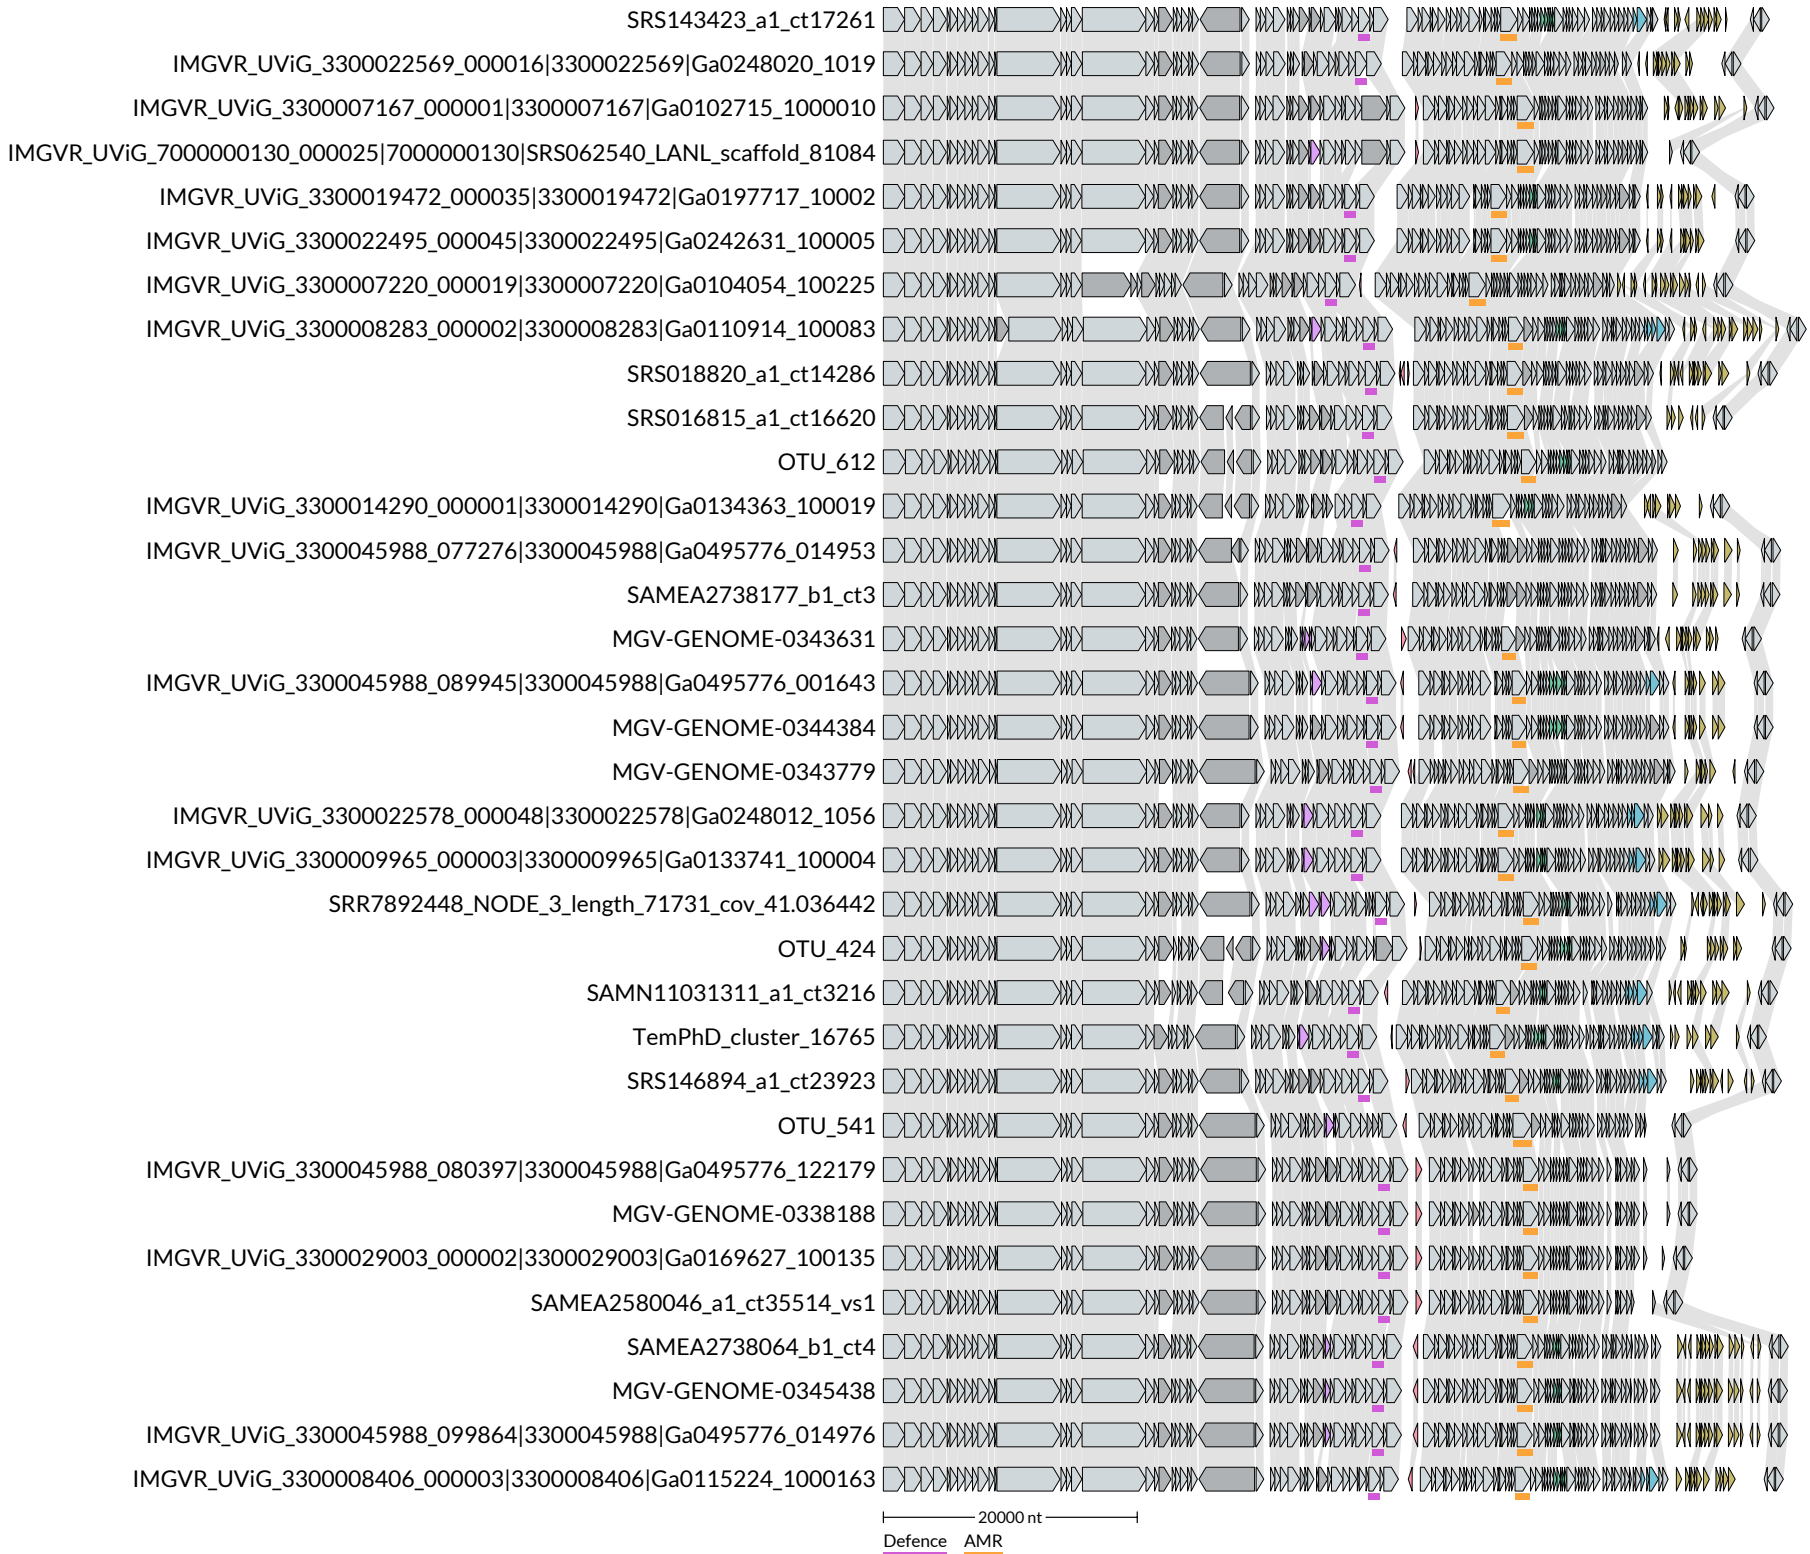 SRS143423_a1_ct17261
IMGVR_UViG_3300022569_000016|3300022569|Ga0248020_1019
IMGVR_UViG_3300007167_000001|3300007167|Ga0102715_1000010
IMGVR_UViG_7000000130_000025|7000000130|SRS062540_LANL_scaffold_81084
IMGVR_UViG_3300019472_000035|3300019472|Ga0197717_10002
IMGVR_UViG_3300022495_000045|3300022495|Ga0242631_100005
IMGVR_UViG_3300007220_000019|3300007220|Ga0104054_100225
IMGVR_UViG_3300008283_000002|3300008283|Ga0110914_100083
SRS018820_a1_ct14286
SRS016815_a1_ct16620
OTU_612
IMGVR_UViG_3300014290_000001|3300014290|Ga0134363_100019
IMGVR_UViG_3300045988_077276|3300045988|Ga0495776_014953
SAMEA2738177_b1_ct3
MGV-GENOME-0343631
IMGVR_UViG_3300045988_089945|3300045988|Ga0495776_001643
MGV-GENOME-0344384
MGV-GENOME-0343779
IMGVR_UViG_3300022578_000048|3300022578|Ga0248012_1056
IMGVR_UViG_3300009965_000003|3300009965|Ga0133741_100004
SRR7892448_NODE_3_length_71731_cov_41.036442
OTU_424
SAMN11031311_a1_ct3216
TemPhD_cluster_16765
SRS146894_a1_ct23923
OTU_541
IMGVR_UViG_3300045988_080397|3300045988|Ga0495776_122179
MGV-GENOME-0338188
IMGVR_UViG_3300029003_000002|3300029003|Ga0169627_100135
SAMEA2580046_a1_ct35514_vs1
SAMEA2738064_b1_ct4
MGV-GENOME-0345438
IMGVR_UViG_3300045988_099864|3300045988|Ga0495776_014976
IMGVR_UViG_3300008406_000003|3300008406|Ga0115224_1000163
20000 nt
Defence AMR